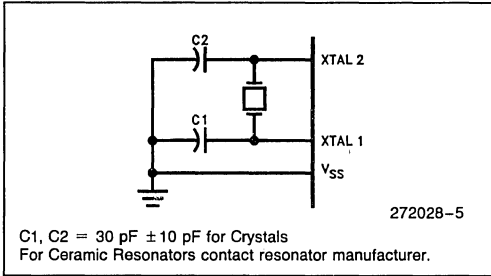 C2
XTAL 2
C1
XTAL 1
VSS
272028-5
C1, C2 = 30 pF ±10 pF for Crystals
For Ceramic Resonators contact resonator manufacturer.